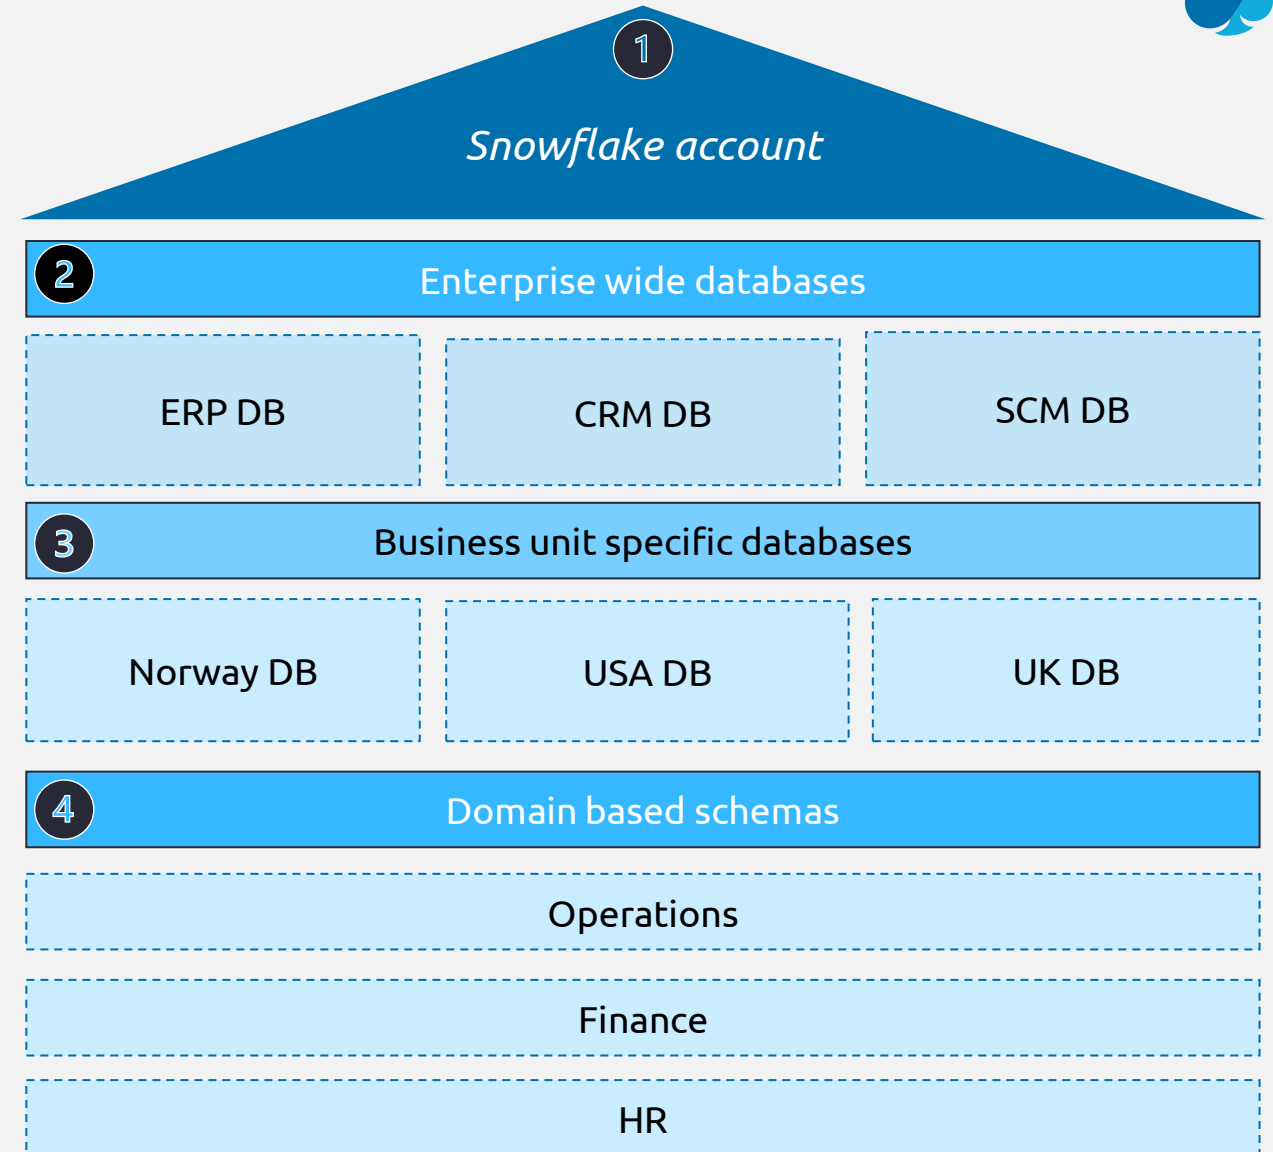 1
Snowflake account
2
Enterprise wide databases
ERP DB
CRM DB
SCM DB
3
Business unit specific databases
Norway DB
USA DB
UK DB
4
Domain based schemas
Operations
Finance
HR